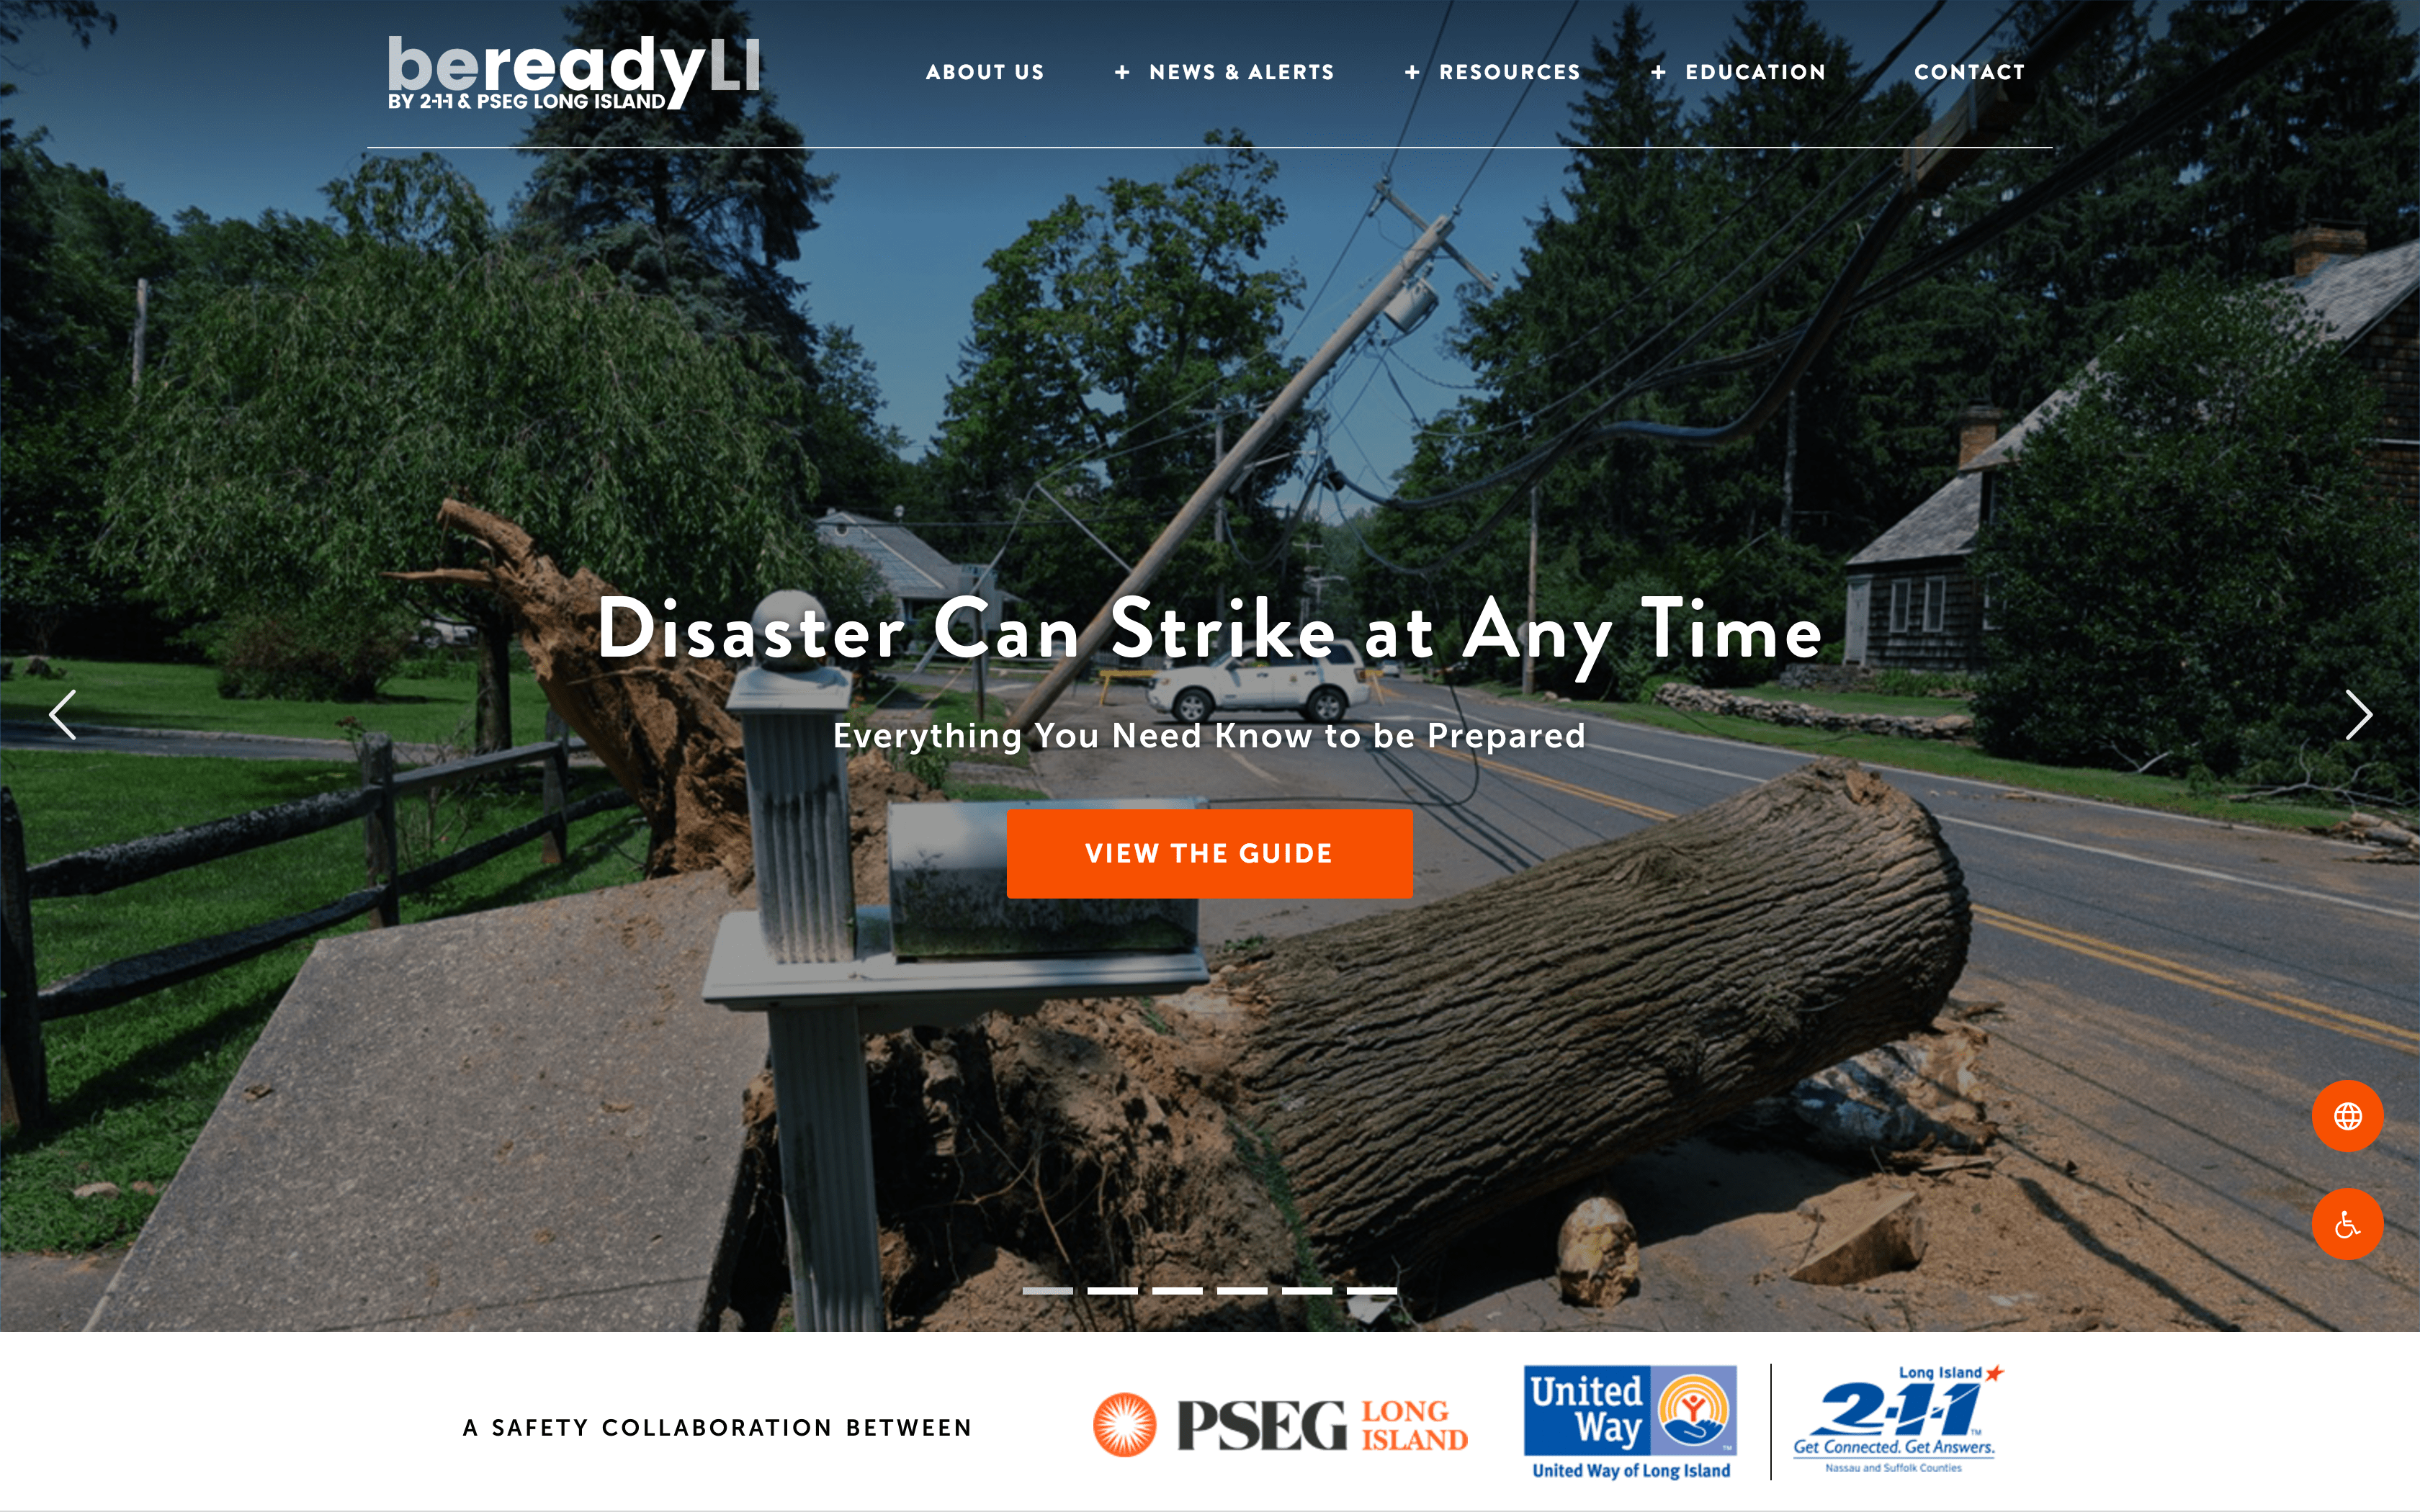 bereadyLI
BY 2-1-1 & PSEG LONG ISLAND
ABOUT US + NEWS & ALERTS + RESOURCES + EDUCATION CONTACT
Disaster Can Strike at Any Time
Everything You Need Know to be Prepared
VIEW THE GUIDE
A SAFETY COLLABORATION BETWEEN
PSEG LONG ISLAND
United Way
TM
United Way of Long Island
Long Island
2-1-1
TM
Get Connected. Get Answers.
Nassau and Suffolk Counties